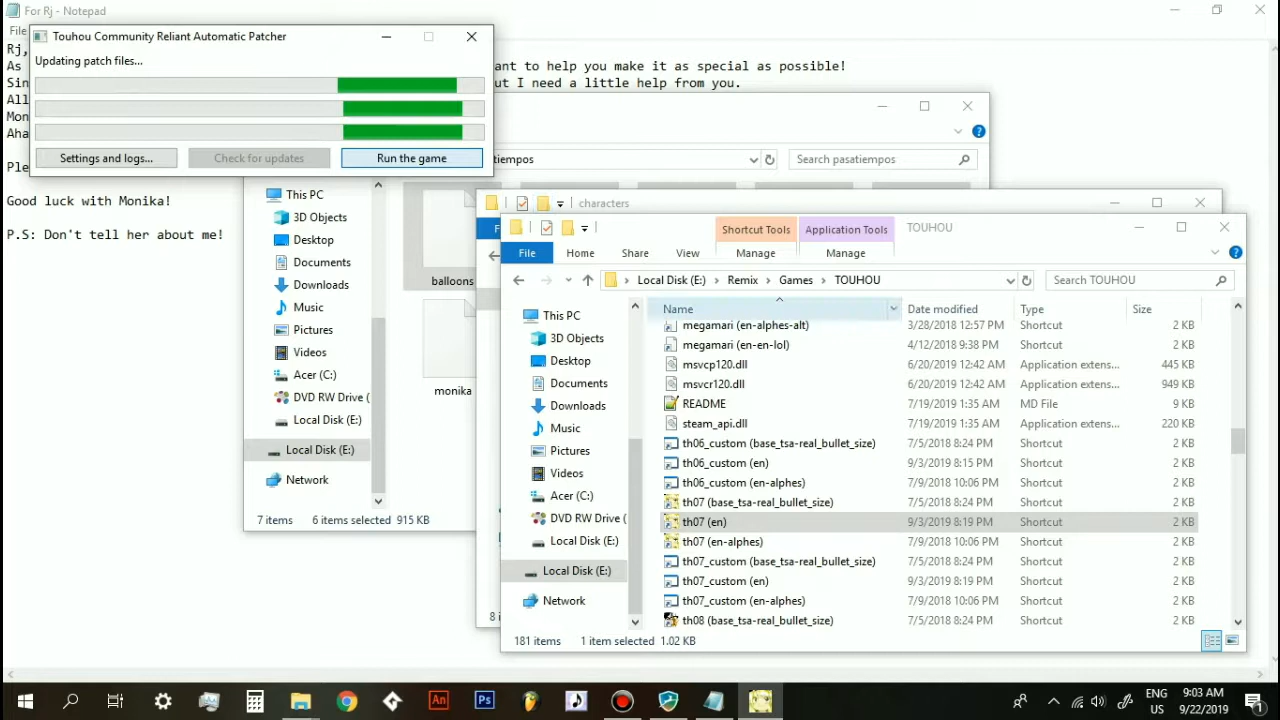 For Rj - Notepad
File
Touhou Community Reliant Automatic Patcher
Updating patch files...
Settings and logs...
Check for updates
Run the game
Rj,
As
ant to help you make it as special as possible!
Sin
ut I need a little help from you.
All
Mon
Aha
Ple
Good luck with Monika!
P.S: Don't tell her about me!
pasatiempos
Search pasatiempos
This PC
3D Objects
Desktop
Documents
Downloads
Music
Pictures
Videos
Acer (C:)
DVD RW Drive (
Local Disk (E:)
Local Disk (E:)
Network
balloons
monika
7 items 6 items selected 915 KB
characters
F
8 i
Shortcut Tools
Application Tools
TOUHOU
File
Home
Share
View
Manage
Manage
Local Disk (E:) Remix Games TOUHOU
Search TOUHOU
This PC
3D Objects
Desktop
Documents
Downloads
Music
Pictures
Videos
Acer (C:)
DVD RW Drive (
Local Disk (E:)
Local Disk (E:)
Network
Name Date modified Type Size
megamari (en-alphes-alt) 3/28/2018 12:57 PM Shortcut 2 KB
megamari (en-en-lol) 4/12/2018 9:38 PM Shortcut 2 KB
msvcp120.dll 6/20/2019 12:42 AM Application extens... 445 KB
msvcr120.dll 6/20/2019 12:42 AM Application extens... 949 KB
README 7/19/2019 1:35 AM MD File 9 KB
steam_api.dll 7/19/2019 1:35 AM Application extens... 220 KB
th06_custom (base_tsa-real_bullet_size) 7/5/2018 8:24 PM Shortcut 2 KB
th06_custom (en) 9/3/2019 8:15 PM Shortcut 2 KB
th06_custom (en-alphes) 7/9/2018 10:06 PM Shortcut 2 KB
th07 (base_tsa-real_bullet_size) 7/5/2018 8:24 PM Shortcut 2 KB
th07 (en) 9/3/2019 8:19 PM Shortcut 2 KB
th07 (en-alphes) 7/9/2018 10:06 PM Shortcut 2 KB
th07_custom (base_tsa-real_bullet_size) 7/5/2018 8:24 PM Shortcut 2 KB
th07_custom (en) 9/3/2019 8:19 PM Shortcut 2 KB
th07_custom (en-alphes) 7/9/2018 10:06 PM Shortcut 2 KB
th08 (base_tsa-real_bullet_size) 7/5/2018 8:24 PM Shortcut 2 KB
181 items 1 item selected 1.02 KB
An
Ps
ENG
US
9:03 AM
9/22/2019
1